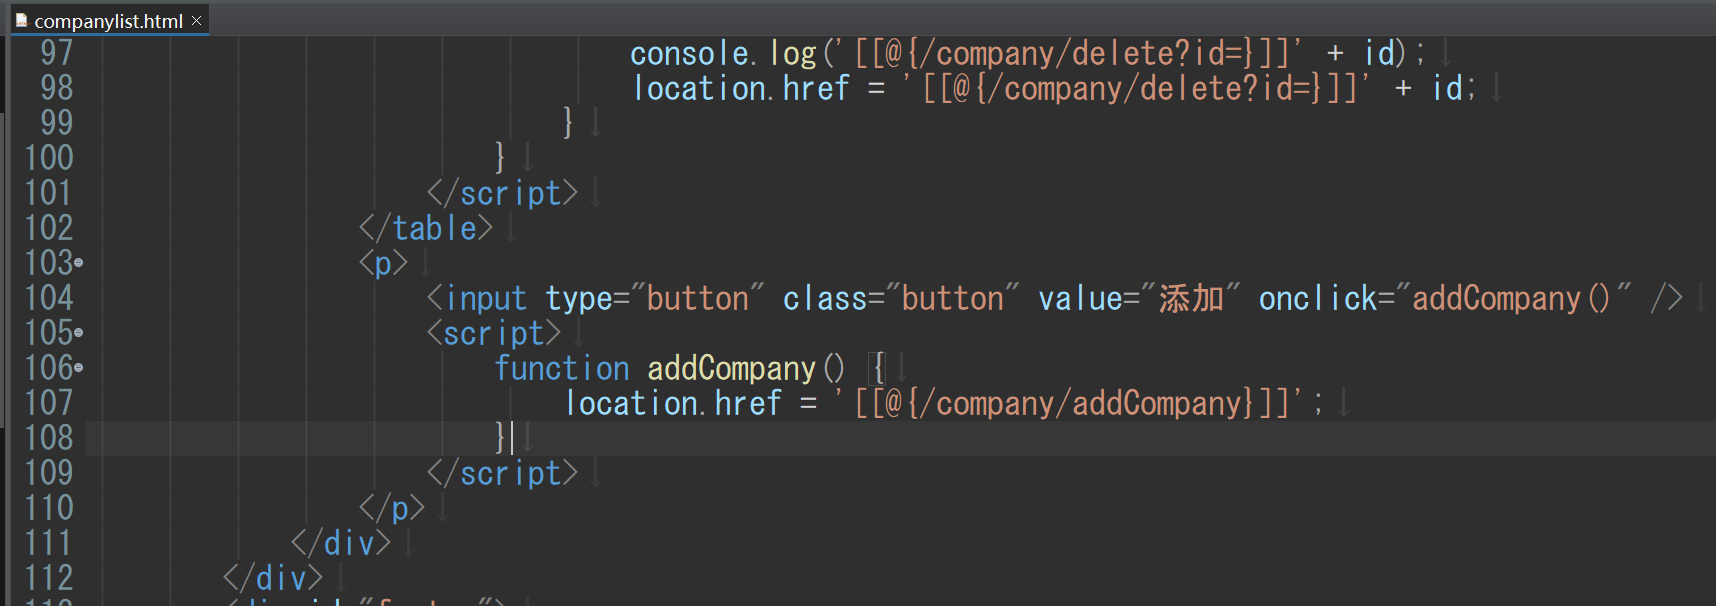 companylist.html
97 console.log('[[@{/company/delete?id=}]]' + id);
98 location.href = '[[@{/company/delete?id=}]]' + id;
99 }
100 }
101 </script>
102 </table>
103 <p>
104 <input type="button" class="button" value="添加" onclick="addCompany()" />
105 <script>
106 function addCompany() {
107 location.href = '[[@{/company/addCompany}]]';
108 }
109 </script>
110 </p>
111 </div>
112 </div>